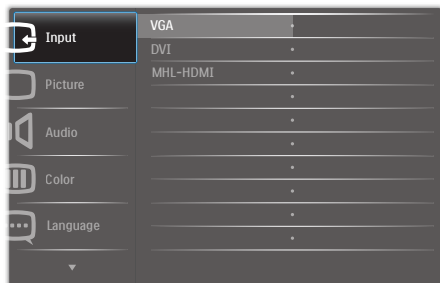 Input
Picture
Audio
Color
Language
VGA
DVI
MHL-HDMI